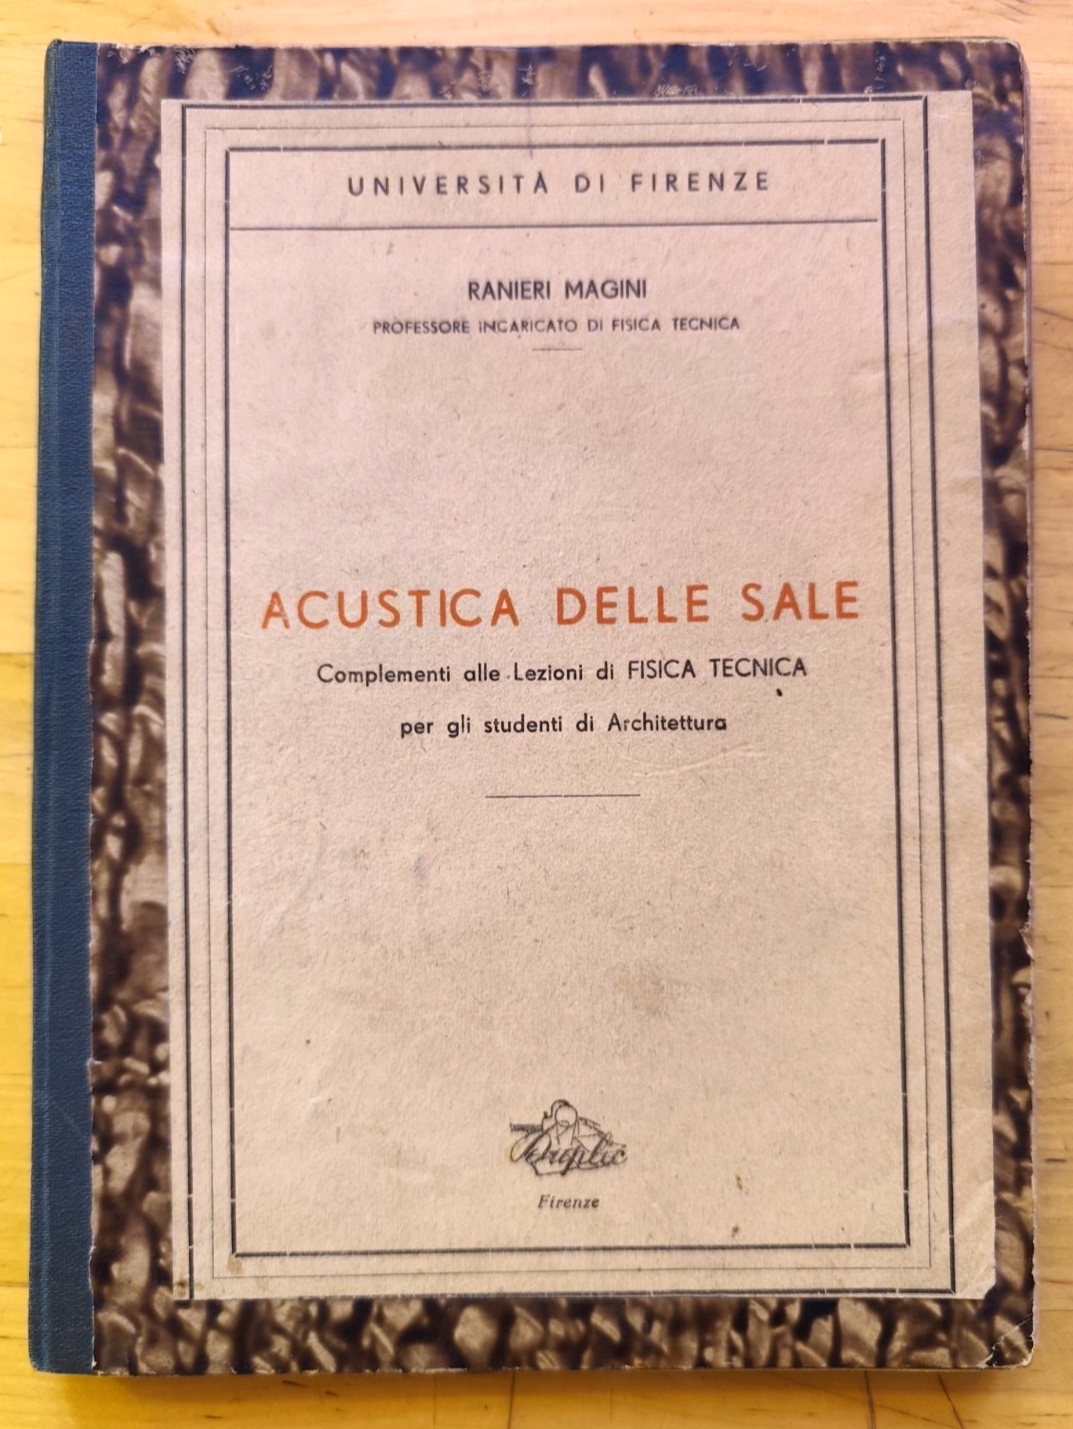 UNIVERSITÀ DI FIRENZE
RANIERI MAGINI
PROFESSORE INCARICATO DI FISICA TECNICA
ACUSTICA DELLE SALE
Complementi alle Lezioni di FISICA TECNICA
per gli studenti di Architettura
Firenze